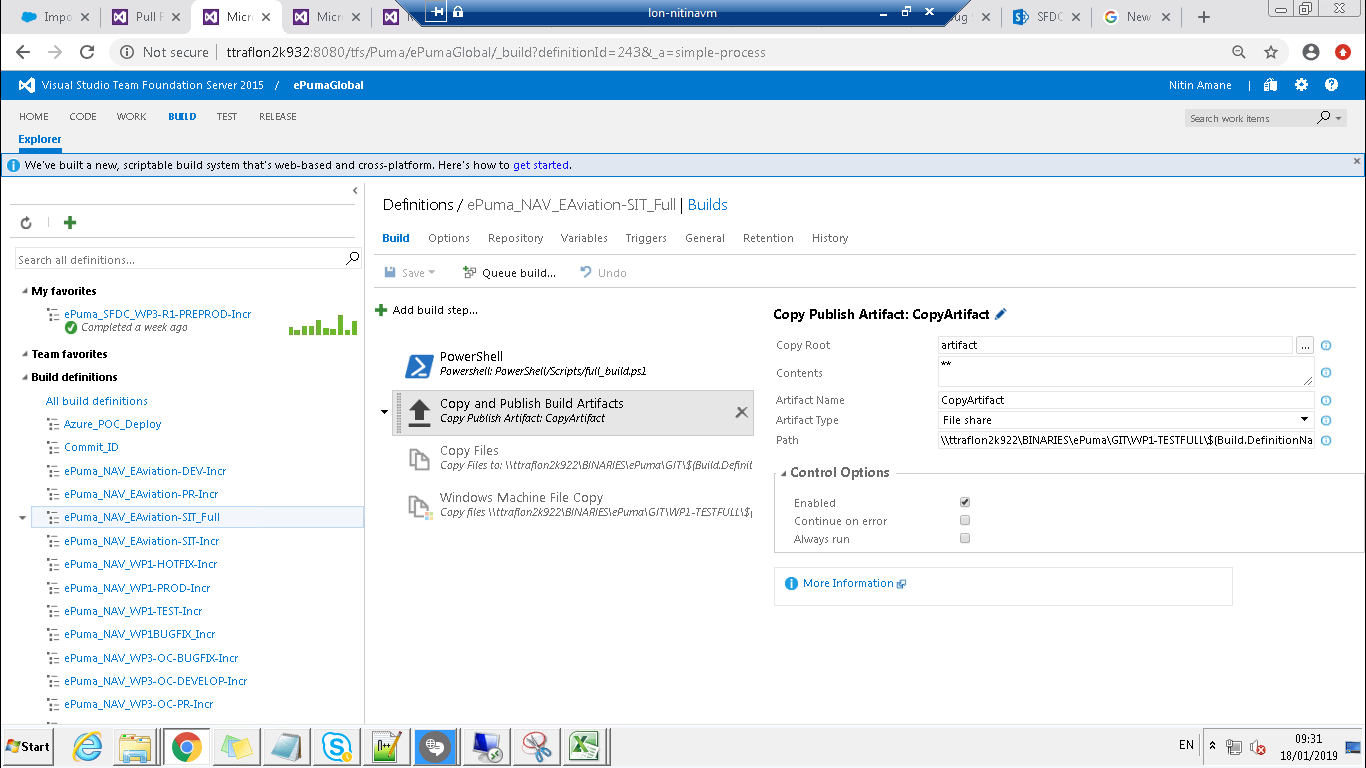 Impo
Pull F
Micro
Micro
lon-nitinavm
ug S
SFDC
New
Not secure
ttraflon2k932:8080/tfs/Puma/ePumaGlobal/_build?definitionId=243&_a=simple-process
Visual Studio Team Foundation Server 2015 / ePumaGlobal
Nitin Amane
HOME CODE WORK BUILD TEST RELEASE
Search work items
Explorer
We've built a new, scriptable build system that's web-based and cross-platform. Here's how to get started.
Search all definitions...
My favorites
ePuma_SFDC_WP3-R1-PREPROD-Incr
Completed a week ago
Team favorites
Build definitions
All build definitions
Azure_POC_Deploy
Commit_ID
ePuma_NAV_EAviation-DEV-Incr
ePuma_NAV_EAviation-PR-Incr
ePuma_NAV_EAviation-SIT_Full
ePuma_NAV_EAviation-SIT-Incr
ePuma_NAV_WP1-HOTFIX-Incr
ePuma_NAV_WP1-PROD-Incr
ePuma_NAV_WP1-TEST-Incr
ePuma_NAV_WP1BUGFIX_Incr
ePuma_NAV_WP3-OC-BUGFIX-Incr
ePuma_NAV_WP3-OC-DEVELOP-Incr
ePuma_NAV_WP3-OC-PR-Incr
Definitions / ePuma_NAV_EAviation-SIT_Full | Builds
Build Options Repository Variables Triggers General Retention History
Save Queue build... Undo
Add build step...
PowerShell
Powershell: PowerShell/Scripts/full_build.ps1
Copy and Publish Build Artifacts
Copy Publish Artifact: CopyArtifact
Copy Files
Copy Files to: \\ttraflon2k922\BINARIES\ePuma\GIT\$(Build.Definit
Windows Machine File Copy
Copy files \\ttraflon2k922\BINARIES\ePuma\GIT\WP1-TESTFULL\$(
Copy Publish Artifact: CopyArtifact
Copy Root artifact ...
Contents **
Artifact Name CopyArtifact
Artifact Type File share
Path \\ttraflon2k922\BINARIES\ePuma\GIT\WP1-TESTFULL\$(Build.DefinitionNa
Control Options
Enabled
Continue on error
Always run
More Information
Start
EN
09:31
18/01/2019